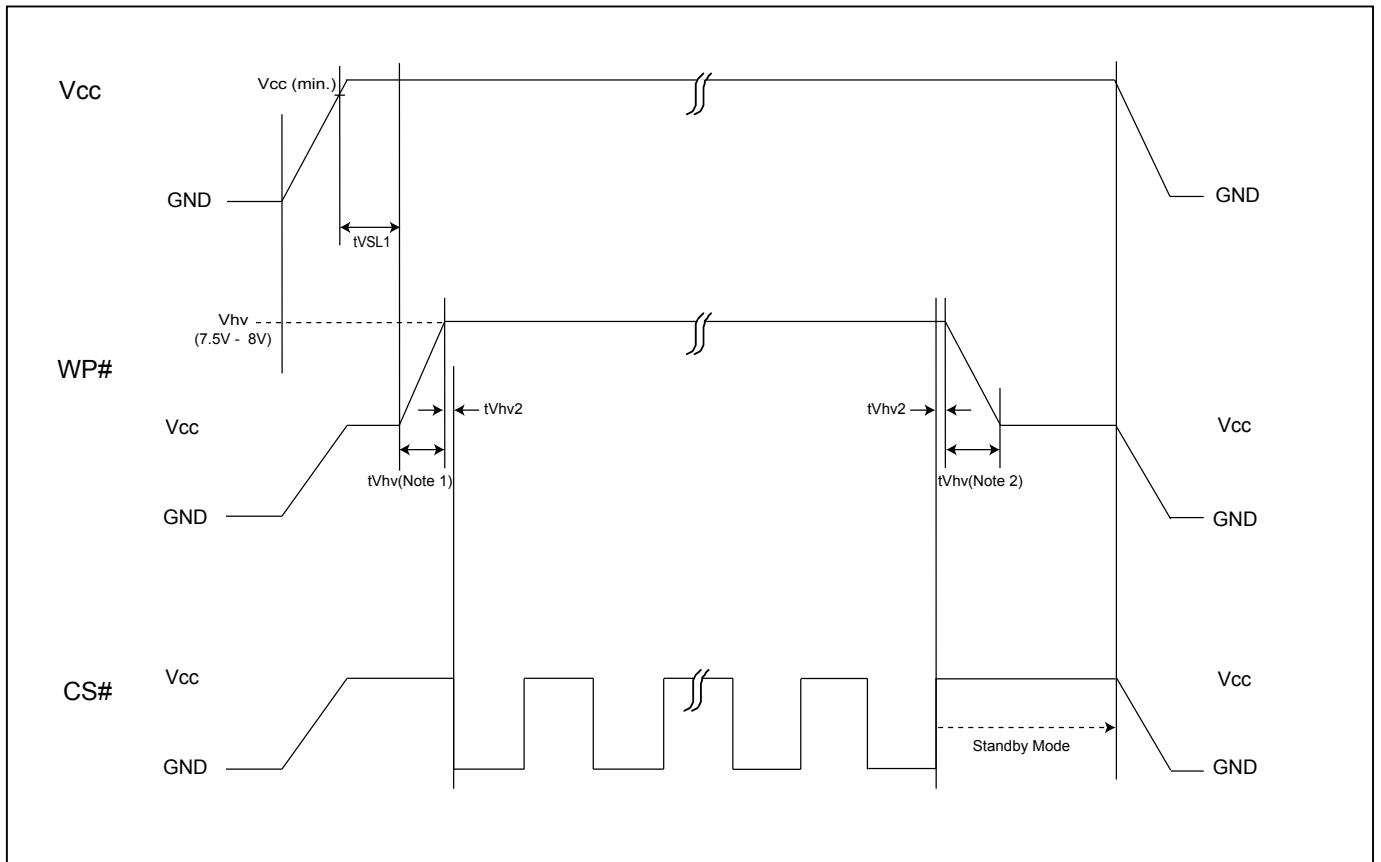 Vcc
Vcc (min.)
GND
GND
tVSL1
Vhv
(7.5V - 8V)
WP#
tVhv2
tVhv2
Vcc
Vcc
tVhv(Note 1)
tVhv(Note 2)
GND
GND
CS#
Vcc
Vcc
Standby Mode
GND
GND